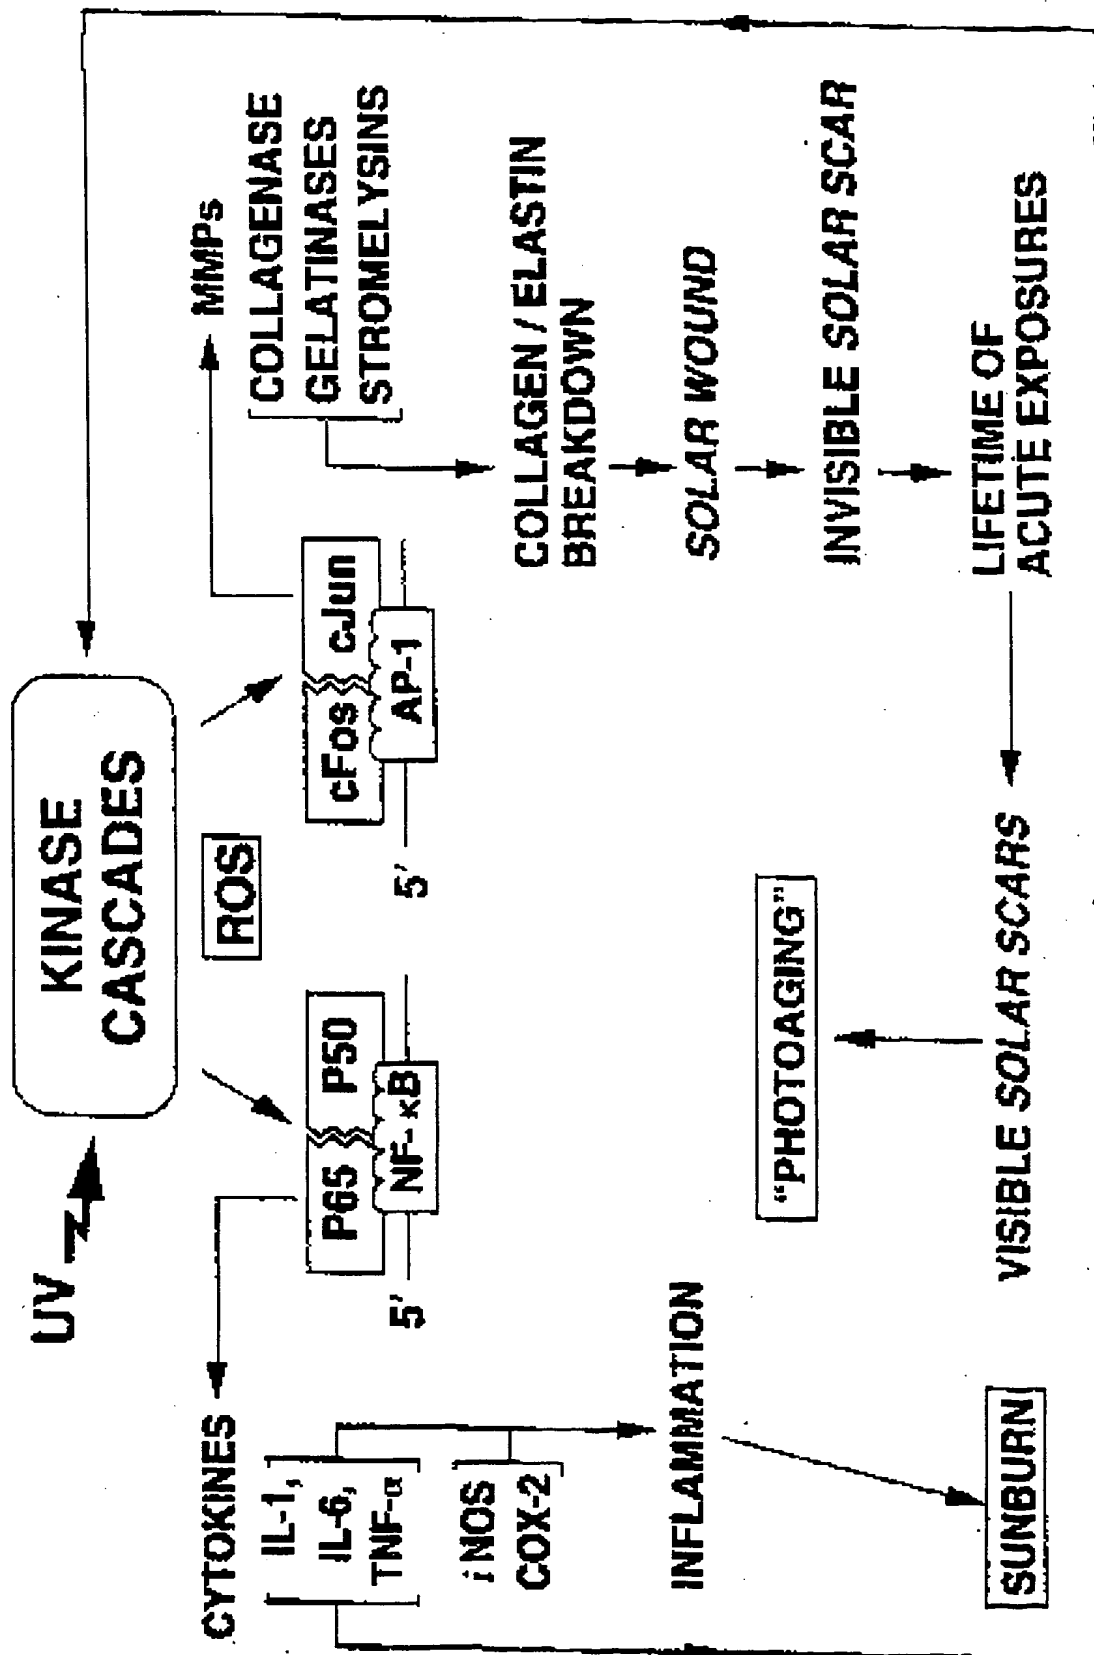 UV
KINASE
CASCADES
ROS
CYTOKINES
IL-1,
IL-6,
TNF-α
iNOS
COX-2
INFLAMMATION
SUNBURN
P65 P50
NF-κB
5'
cFos cJun
AP-1
5'
MMPs
COLLAGENASE
GELATINASES
STROMELYSINS
COLLAGEN / ELASTIN
BREAKDOWN
SOLAR WOUND
INVISIBLE SOLAR SCAR
LIFETIME OF
ACUTE EXPOSURES
VISIBLE SOLAR SCARS
"PHOTOAGING"